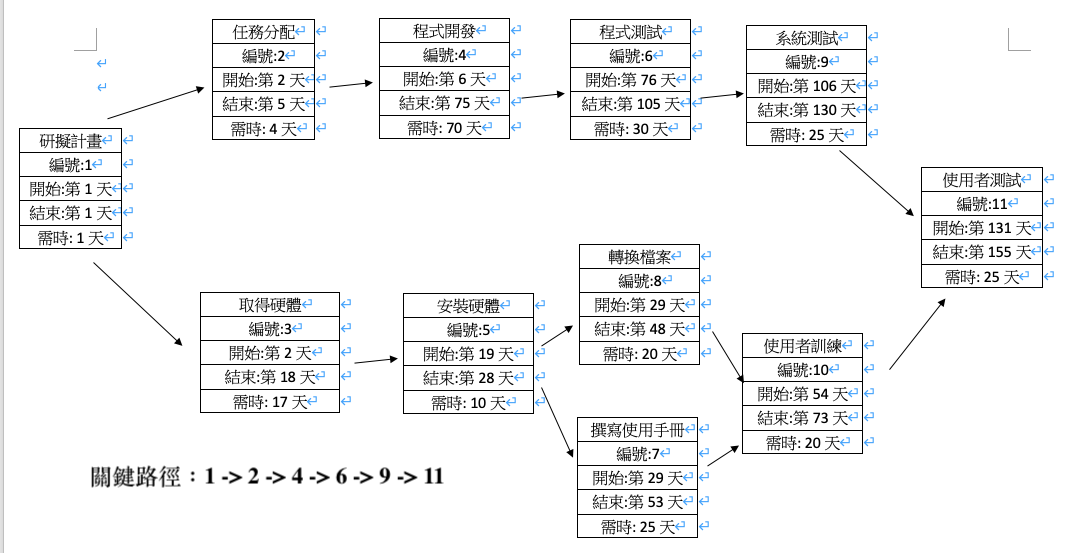 任務分配
編號:2
開始:第 2 天
結束:第 5 天
需時: 4 天
程式開發
編號:4
開始:第 6 天
結束:第 75 天
需時: 70 天
程式測試
編號:6
開始:第 76 天
結束:第 105 天
需時: 30 天
系統測試
編號:9
開始:第 106 天
結束:第 130 天
需時: 25 天
研擬計畫
編號:1
開始:第 1 天
結束:第 1 天
需時: 1 天
使用者測試
編號:11
開始:第 131 天
結束:第 155 天
需時: 25 天
取得硬體
編號:3
開始:第 2 天
結束:第 18 天
需時: 17 天
安裝硬體
編號:5
開始:第 19 天
結束:第 28 天
需時: 10 天
轉換檔案
編號:8
開始:第 29 天
結束:第 48 天
需時: 20 天
使用者訓練
編號:10
開始:第 54 天
結束:第 73 天
需時: 20 天
撰寫使用手冊
編號:7
開始:第 29 天
結束:第 53 天
需時: 25 天
關鍵路徑：1 -> 2 -> 4 -> 6 -> 9 -> 11